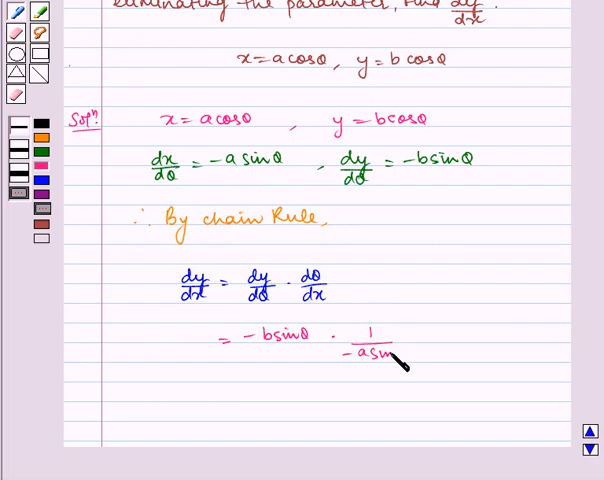 eliminating the parameter, find dy/dx.
x = a cosθ, y = b cosθ
Solⁿ x = a cosθ , y = b cosθ
dx/dθ = -a sinθ , dy/dθ = -b sinθ
∴ By chain Rule,
dy/dx = dy/dθ · dθ/dx
= -b sinθ · 1/-a sin